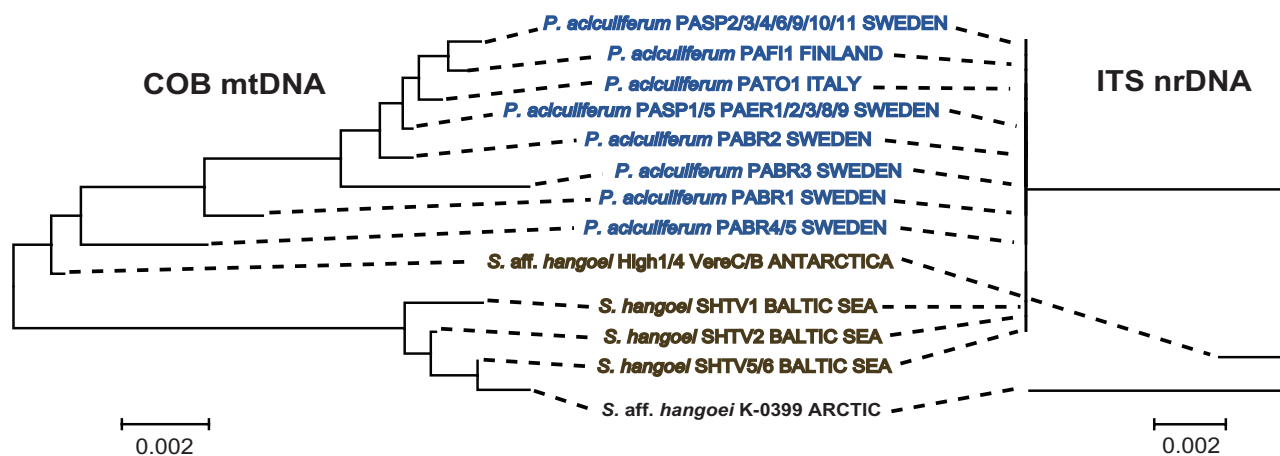 P. aciculiferum PASP2/3/4/6/9/10/11 SWEDEN
P. aciculiferum PAFI1 FINLAND
COB mtDNA
ITS nrDNA
P. aciculiferum PATO1 ITALY
P. aciculiferum PASP1/5 PAER1/2/3/8/9 SWEDEN
P. aciculiferum PABR2 SWEDEN
P. aciculiferum PABR3 SWEDEN
P. aciculiferum PABR1 SWEDEN
P. aciculiferum PABR4/5 SWEDEN
S. aff. hangoei High1/4 VereC/B ANTARCTICA
S. hangoei SHTV1 BALTIC SEA
S. hangoei SHTV2 BALTIC SEA
S. hangoei SHTV5/6 BALTIC SEA
S. aff. hangoei K-0399 ARCTIC
0.002
0.002